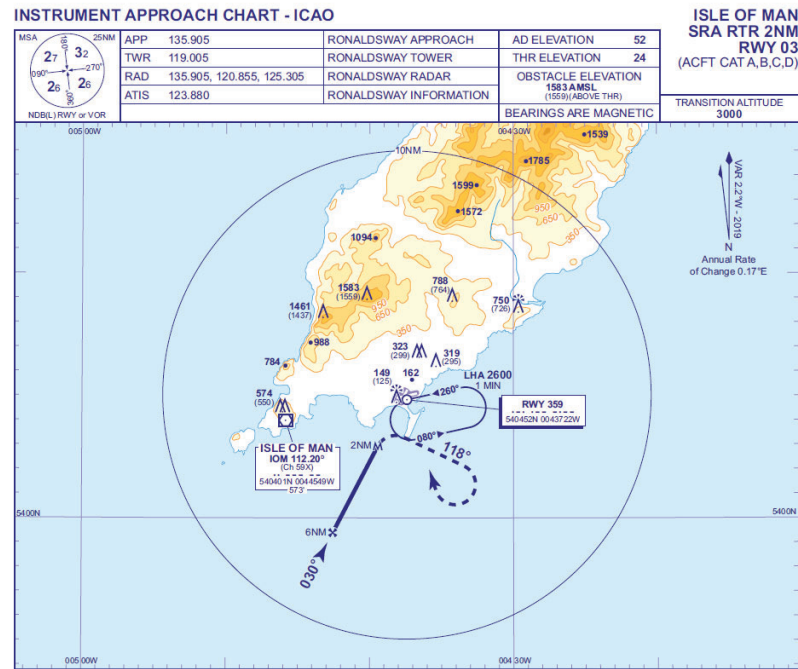 INSTRUMENT APPROACH CHART - ICAO
ISLE OF MAN
SRA RTR 2NM
RWY 03
(ACFT CAT A,B,C,D)
TRANSITION ALTITUDE
3000
MSA
25NM
180°
27
32
090°
270°
26
26
360°
NDB(L) RWY or VOR
APP 135.905 RONALDSWAY APPROACH
TWR 119.005 RONALDSWAY TOWER
RAD 135.905, 120.855, 125.305 RONALDSWAY RADAR
ATIS 123.880 RONALDSWAY INFORMATION
AD ELEVATION 52
THR ELEVATION 24
OBSTACLE ELEVATION
1583 AMSL
(1559)(ABOVE THR)
BEARINGS ARE MAGNETIC
005 00W
004 30W
10NM
1539
1785
1599
1572
950
650
350
VAR 2.2°W - 2019
N
Annual Rate
of Change 0.17°E
1094
1583
(1559)
788
(764)
750
(726)
1461
(1437)
950
650
350
988
323
(299)
319
(295)
784
149
(125)
162
LHA 2600
1 MIN
260°
574
(550)
RWY 359
540452N 0043722W
080°
118°
2NM
M
ISLE OF MAN
IOM 112.20°
(Ch 59X)
540401N 0044549W
573'
5400N
5400N
6NM
030°
005 00W
004 30W